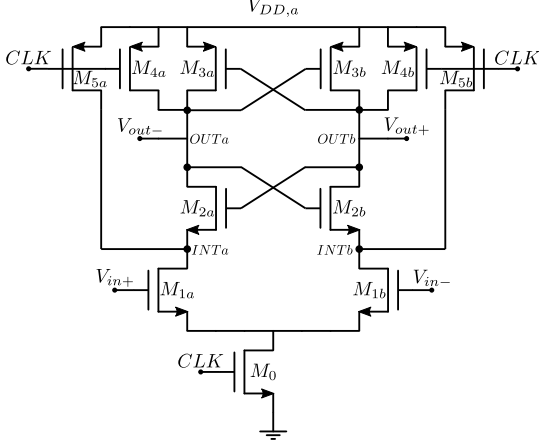 V_{DD,a}
CLK M_{5a} M_{4a} M_{3a} M_{3b} M_{4b} M_{5b} CLK
V_{out-} OUTa OUTb V_{out+}
M_{2a} M_{2b}
INTa INTb
V_{in+} M_{1a} M_{1b} V_{in-}
CLK M_0